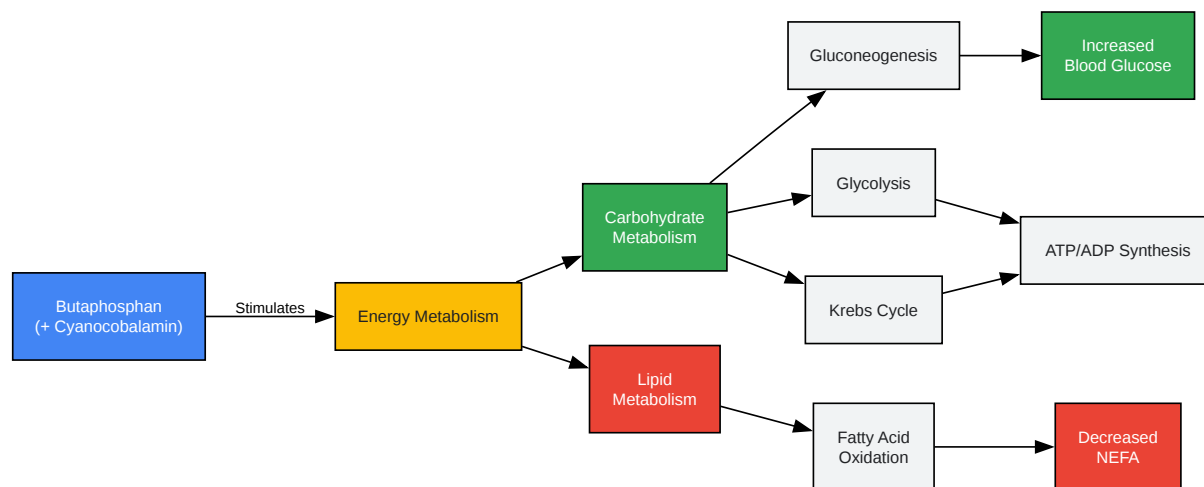 Butaphosphan
(+ Cyanocobalamin)
Stimulates
Energy Metabolism
Carbohydrate
Metabolism
Lipid
Metabolism
Gluconeogenesis
Glycolysis
Krebs Cycle
Fatty Acid
Oxidation
Increased
Blood Glucose
ATP/ADP Synthesis
Decreased
NEFA